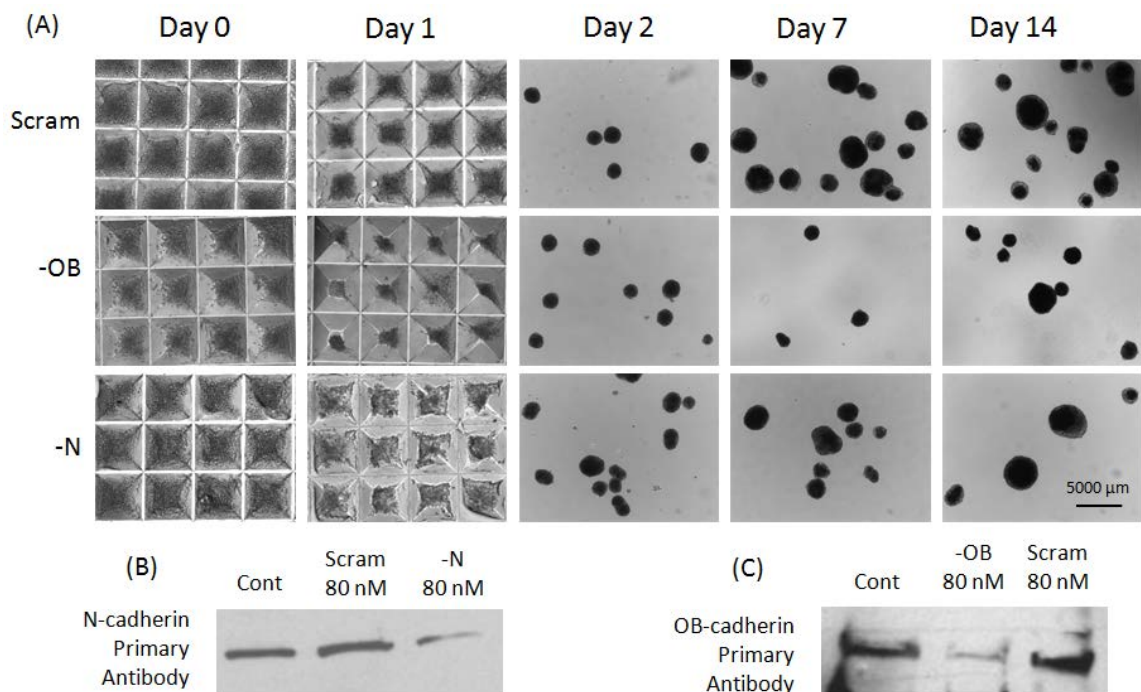 (A) Day 0 Day 1 Day 2 Day 7 Day 14
Scram
-OB
-N
5000 μm
(B) Cont Scram 80 nM -N 80 nM
N-cadherin
Primary
Antibody
(C) Cont -OB 80 nM Scram 80 nM
OB-cadherin
Primary
Antibody